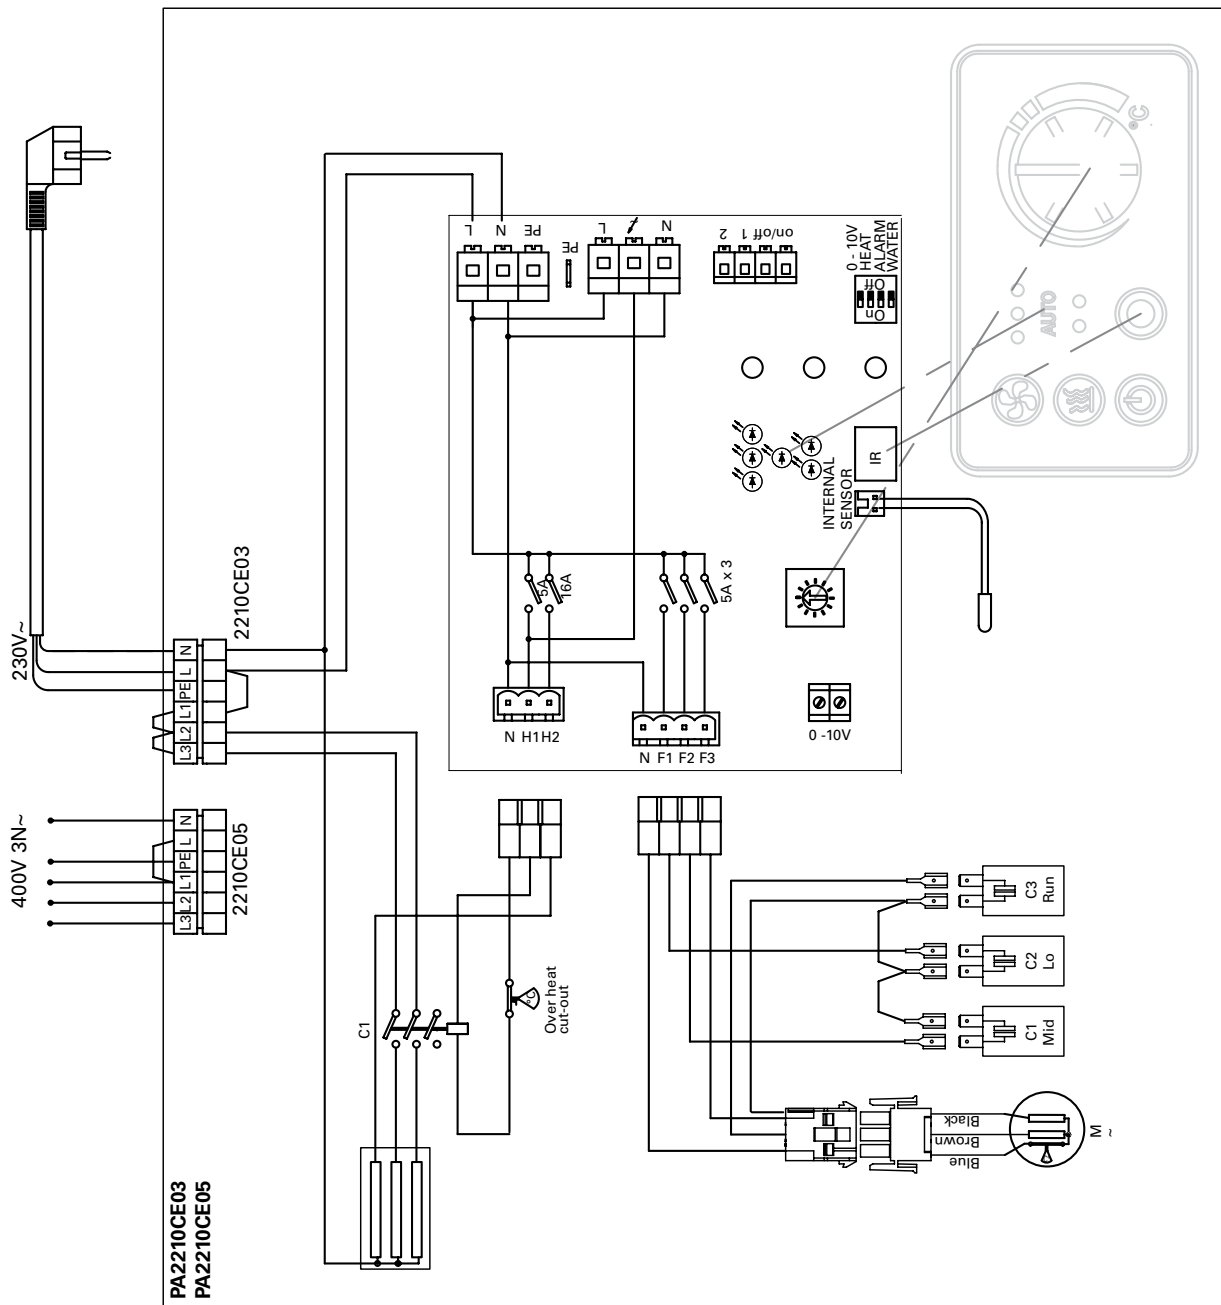 °C
AUTO
230V~
N
L
PE
L1
L2
L3
2210CE03
400V 3N~
N
L
PE
L1
L2
L3
2210CE05
L
N
PE
PE
L
N
2
1
on/off
0 - 10V
HEAT
ALARM
WATER
Off
On
IR
INTERNAL
SENSOR
5A
16A
5A x 3
N H1 H2
N F1 F2 F3
0 -10V
C1
°C
Over heat
cut-out
C3
Run
C2
Lo
C1
Mid
Black
Brown
Blue
M
~
PA2210CE03
PA2210CE05